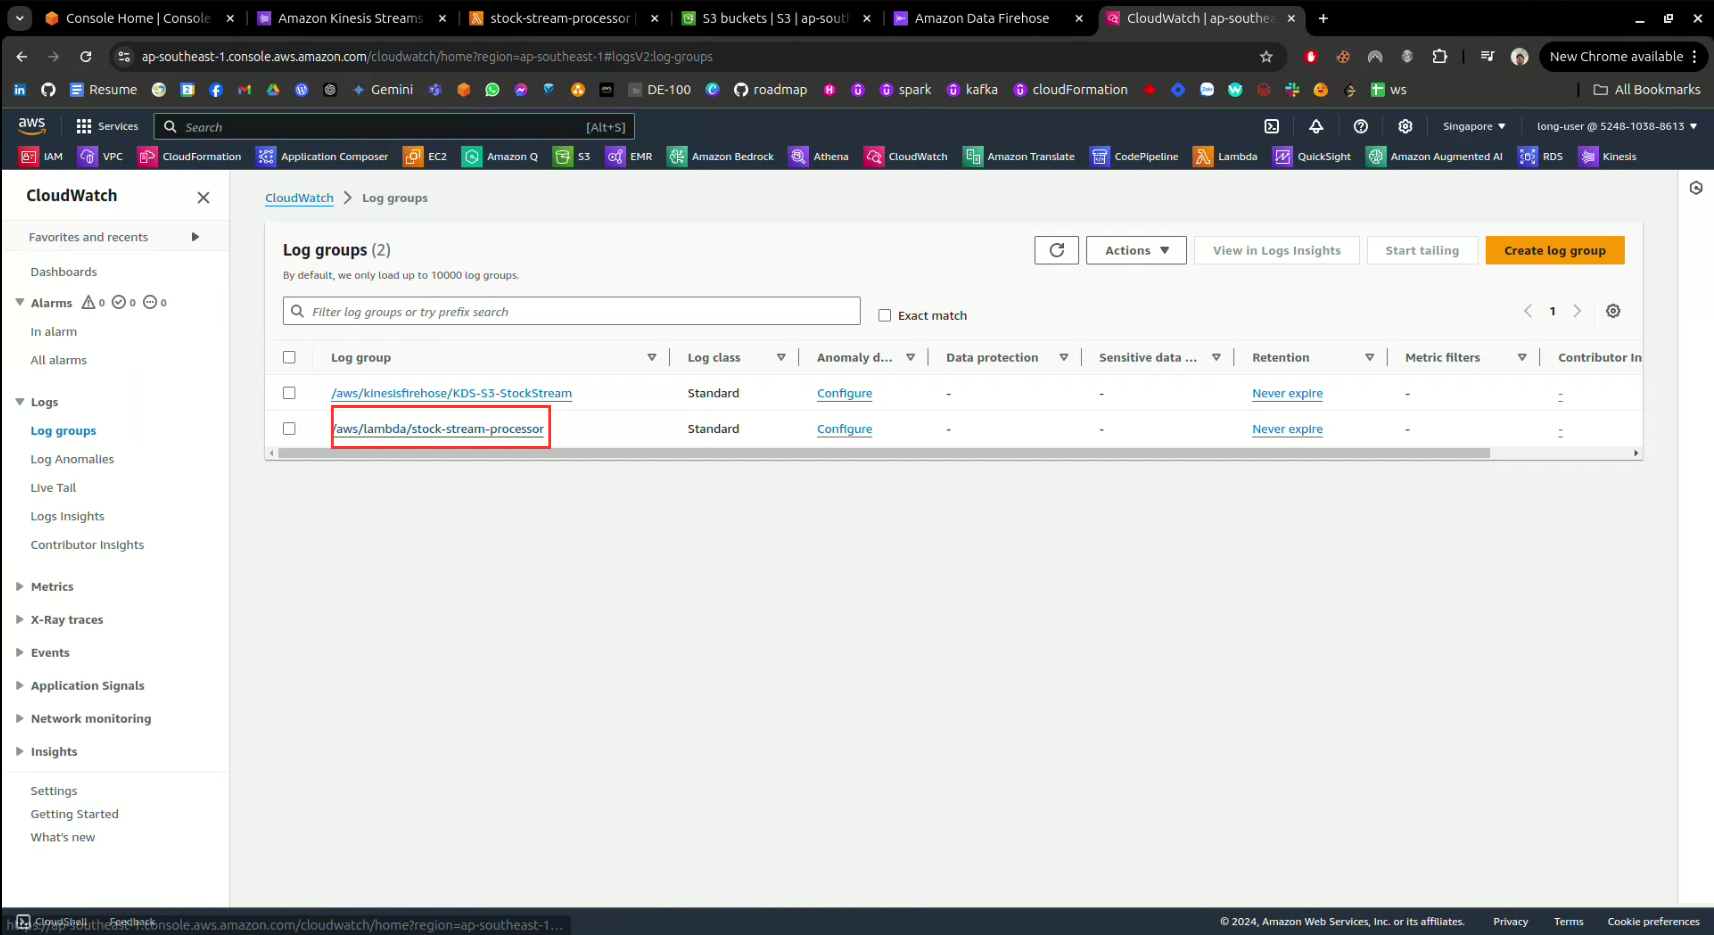 Console Home | Console
Amazon Kinesis Streams
stock-stream-processor
S3 buckets | S3 | ap-sout
Amazon Data Firehose
CloudWatch | ap-southea
ap-southeast-1.console.aws.amazon.com/cloudwatch/home?region=ap-southeast-1#logsV2:log-groups
New Chrome available
Resume
Gemini
DE-100
roadmap
spark
kafka
cloudFormation
ws
All Bookmarks
aws
Services
Search
[Alt+S]
Singapore
long-user @ 5248-1038-8613
IAM
VPC
CloudFormation
Application Composer
EC2
Amazon Q
S3
EMR
Amazon Bedrock
Athena
CloudWatch
Amazon Translate
CodePipeline
Lambda
QuickSight
Amazon Augmented AI
RDS
Kinesis
CloudWatch
Favorites and recents
Dashboards
Alarms 0 0 0
In alarm
All alarms
Logs
Log groups
Log Anomalies
Live Tail
Logs Insights
Contributor Insights
Metrics
X-Ray traces
Events
Application Signals
Network monitoring
Insights
Settings
Getting Started
What's new
CloudWatch > Log groups
Log groups (2)
By default, we only load up to 10000 log groups.
Actions
View in Logs Insights
Start tailing
Create log group
Filter log groups or try prefix search
Exact match
1
Log group
Log class
Anomaly d...
Data protection
Sensitive data ...
Retention
Metric filters
Contributor In
/aws/kinesisfirehose/KDS-S3-StockStream
Standard
Configure
-
-
Never expire
-
-
/aws/lambda/stock-stream-processor
Standard
Configure
-
-
Never expire
-
-
CloudShell
Feedback
https://ap-southeast-1.console.aws.amazon.com/cloudwatch/home?region=ap-southeast-1...
© 2024, Amazon Web Services, Inc. or its affiliates.
Privacy
Terms
Cookie preferences